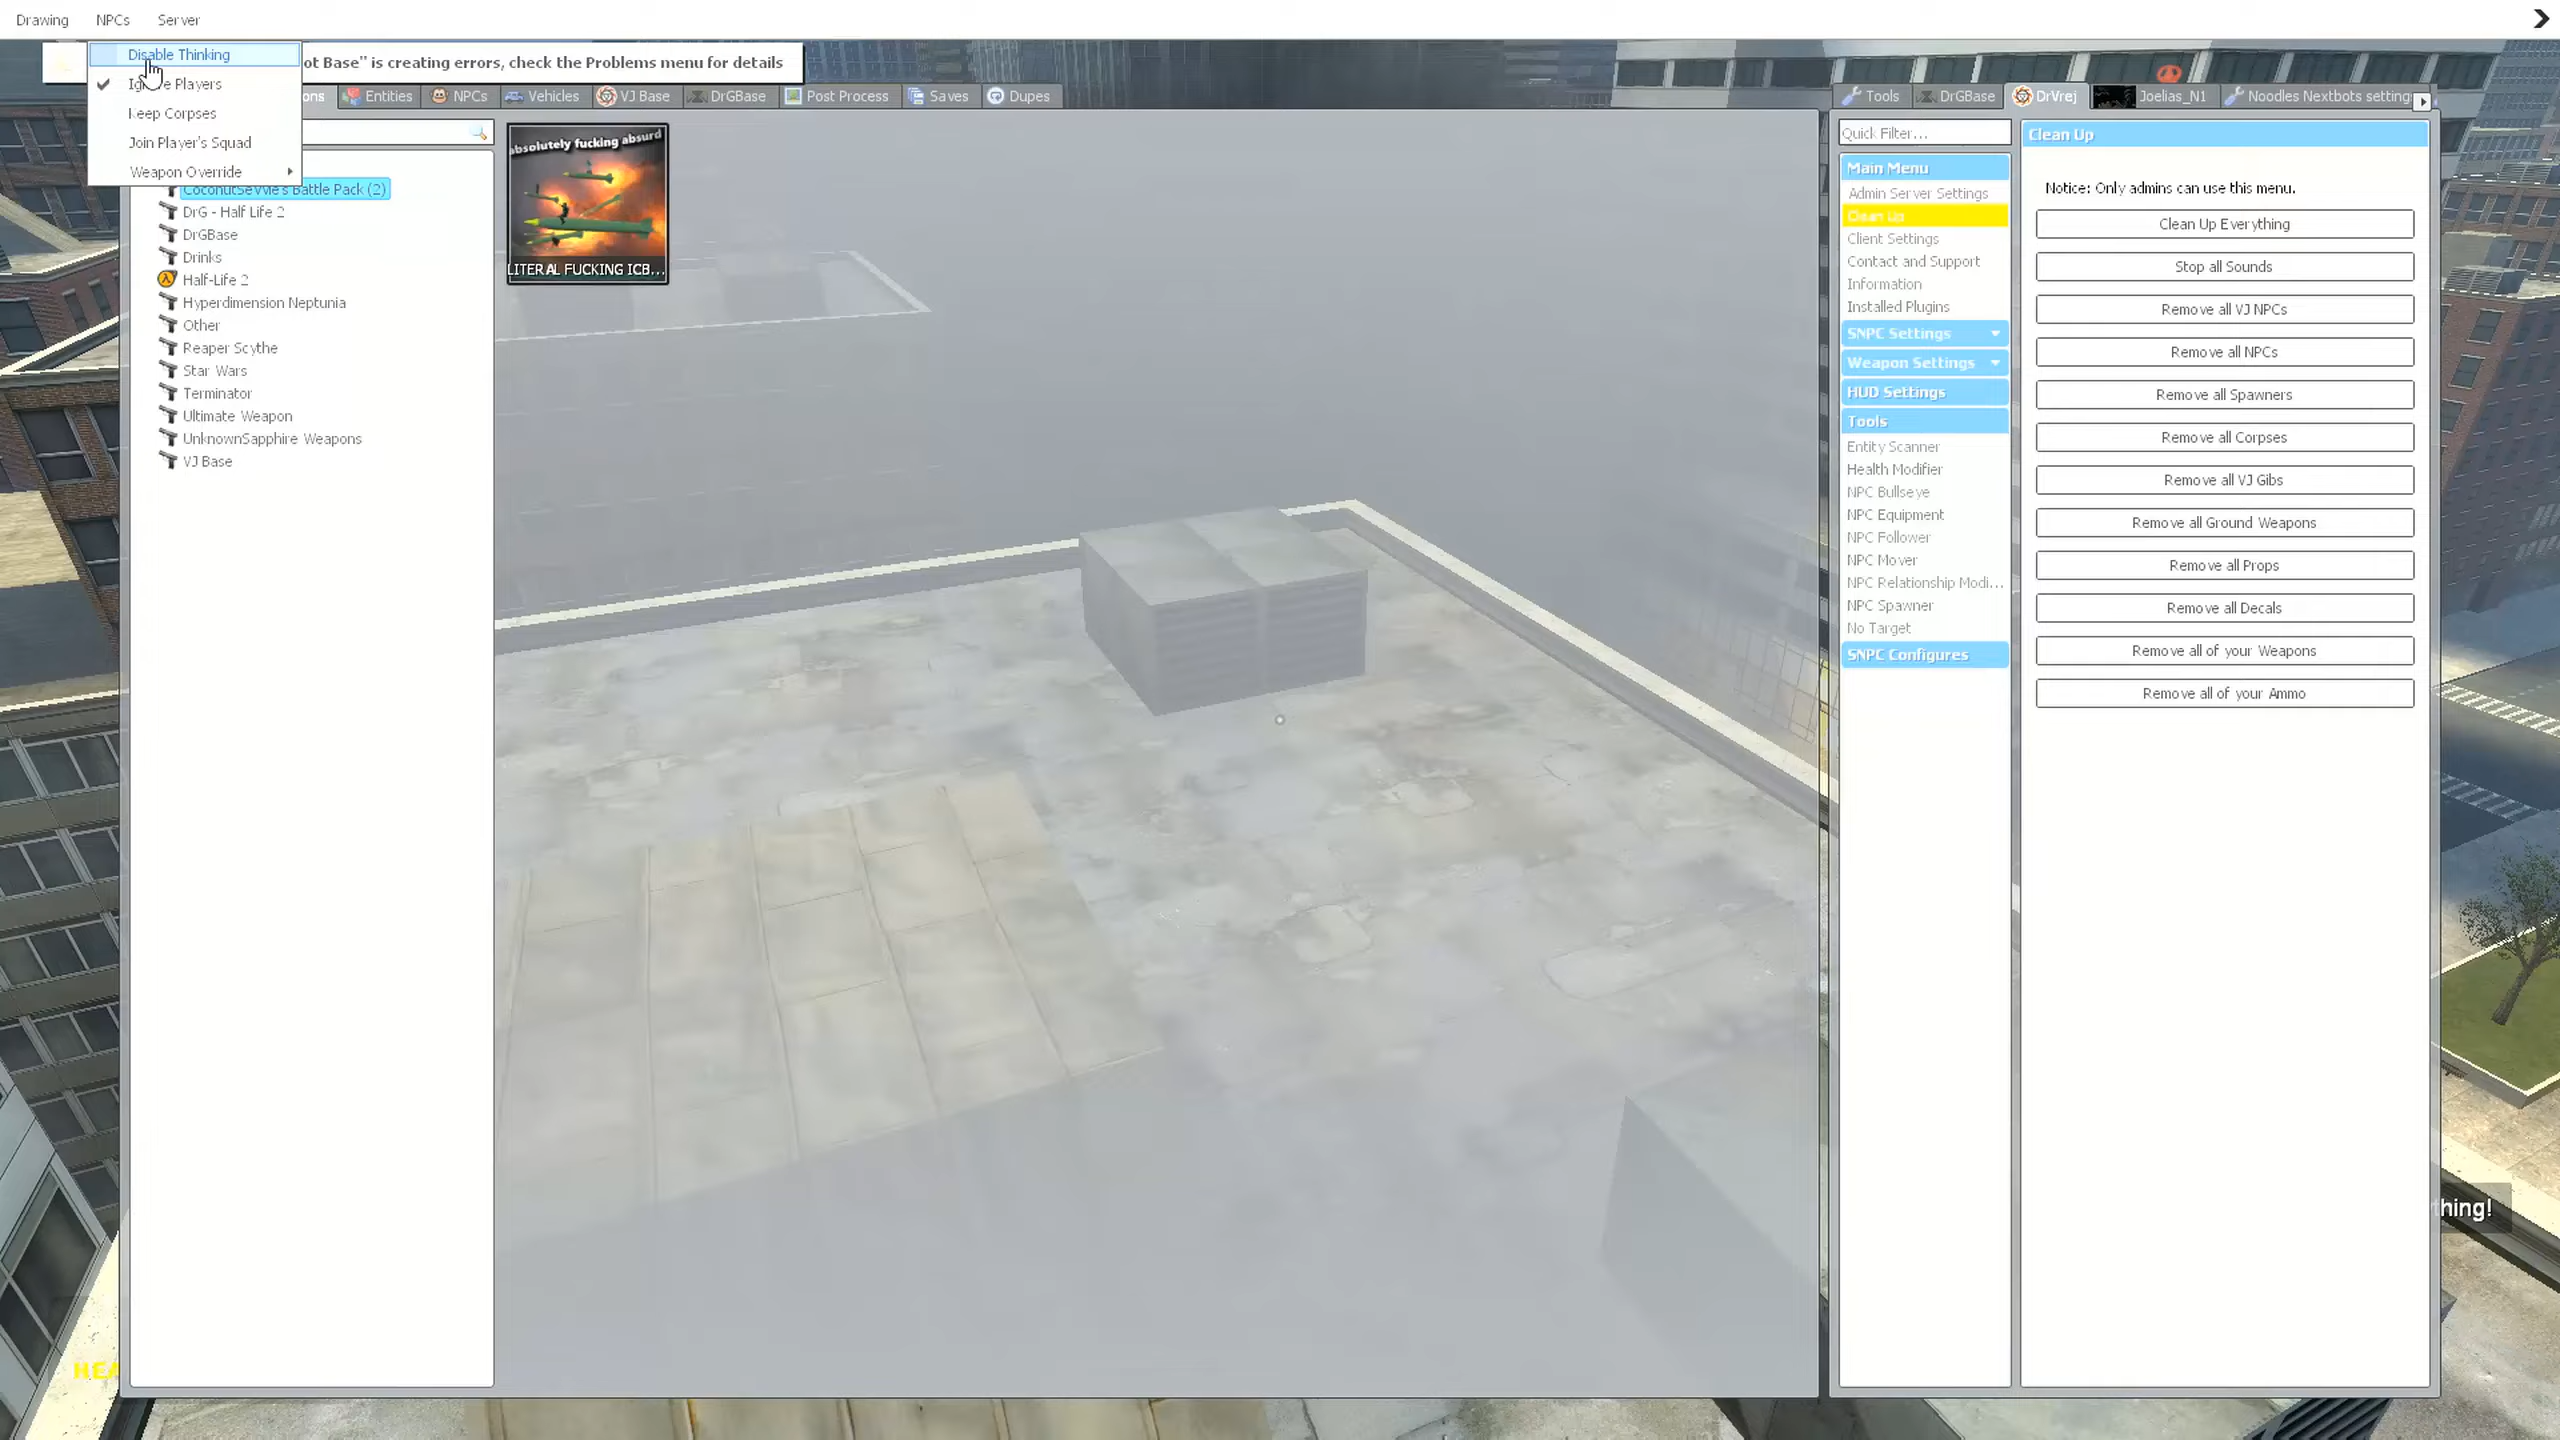 Drawing NPCs Server
Disable Thinking
Players
Keep Corpses
Join Player's Squad
Weapon Override
ot Base" is creating errors, check the Problems menu for details
ons Entities NPCs Vehicles VJ Base DrGBase Post Process Saves Dupes
CoconutSevvie's Battle Pack (2)
DrG - Half Life 2
DrGBase
Drinks
Half-Life 2
Hyperdimension Neptunia
Other
Reaper Scythe
Star Wars
Terminator
Ultimate Weapon
UnknownSapphire Weapons
VJ Base
absolutely fucking absurd
LITERAL FUCKING ICB...
Tools DrGBase DrVrej Joelias_N1 Noodles Nextbots setting
Quick Filter...
Main Menu
Admin Server Settings
Clean Up
Client Settings
Contact and Support
Information
Installed Plugins
SNPC Settings
Weapon Settings
HUD Settings
Tools
Entity Scanner
Health Modifier
NPC Bullseye
NPC Equipment
NPC Follower
NPC Mover
NPC Relationship Modi...
NPC Spawner
No Target
SNPC Configures
Clean Up
Notice: Only admins can use this menu.
Clean Up Everything
Stop all Sounds
Remove all VJ NPCs
Remove all NPCs
Remove all Spawners
Remove all Corpses
Remove all VJ Gibs
Remove all Ground Weapons
Remove all Props
Remove all Decals
Remove all of your Weapons
Remove all of your Ammo
thing!
HEA